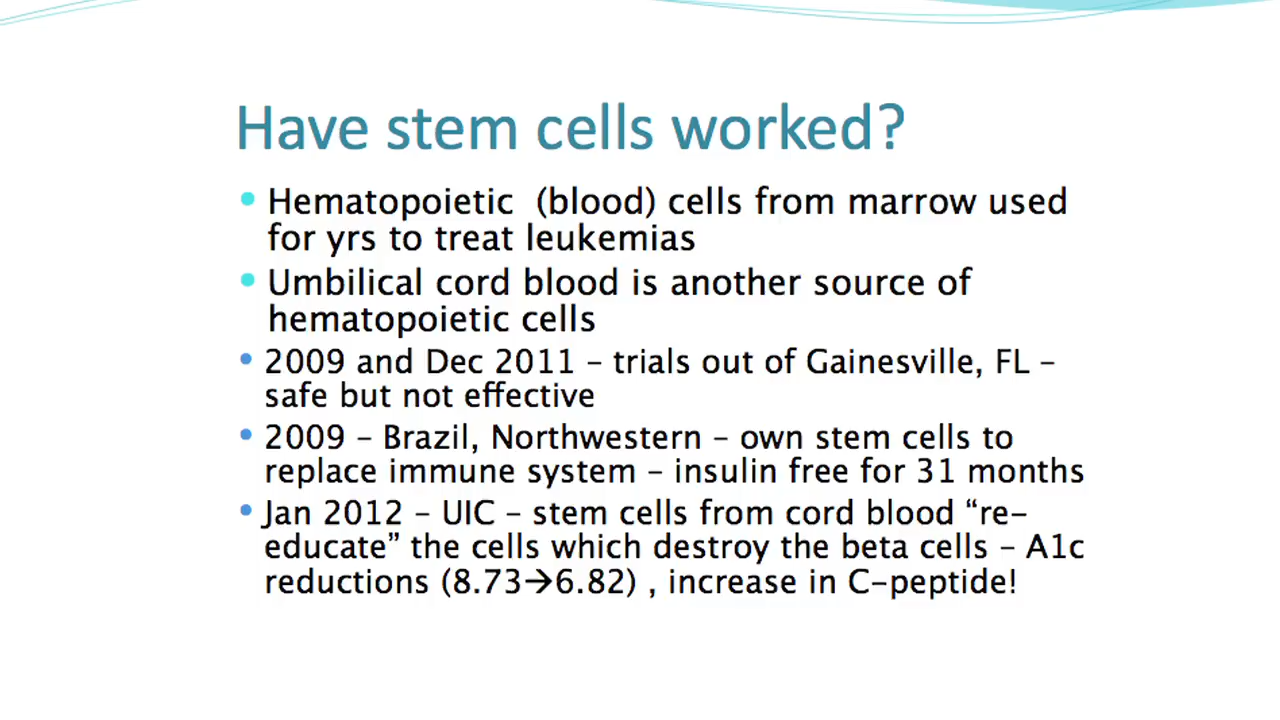 Have stem cells worked?
• Hematopoietic  (blood) cells from marrow used
for yrs to treat leukemias
• Umbilical cord blood is another source of
hematopoietic cells
• 2009 and Dec 2011 – trials out of Gainesville, FL –
safe but not effective
• 2009 – Brazil, Northwestern – own stem cells to
replace immune system – insulin free for 31 months
• Jan 2012 – UIC – stem cells from cord blood “re-
educate” the cells which destroy the beta cells – A1c
reductions (8.73→6.82) , increase in C-peptide!